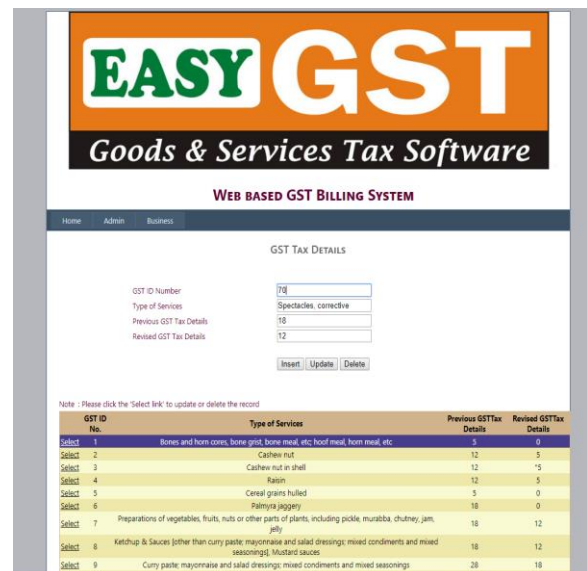 EASY GST
Goods & Services Tax Software
WEB BASED GST BILLING SYSTEM
Home Admin Business
GST TAX DETAILS
GST ID Number 70
Type of Services Spectacles, corrective
Previous GST Tax Details 18
Revised GST Tax Details 12
Insert Update Delete
Note : Please click the 'Select link' to update or delete the record
GST ID No. Type of Services Previous GSTTax Details Revised GSTTax Details
Select 1 Bones and horn cores, bone grist, bone meal, etc; hoof meal, horn meal, etc 5 0
Select 2 Cashew nut 12 5
Select 3 Cashew nut in shell 12 "5
Select 4 Raisin 12 5
Select 5 Cereal grains hulled 5 0
Select 6 Palmyra jaggery 18 0
Select 7 Preparations of vegetables, fruits, nuts or other parts of plants, including pickle, murabba, chutney, jam,
jelly 18 12
Select 8 Ketchup & Sauces [other than curry paste; mayonnaise and salad dressings; mixed condiments and mixed
seasonings], Mustard sauces 18 12
Select 9 Curry paste; mayonnaise and salad dressings; mixed condiments and mixed seasonings 28 18